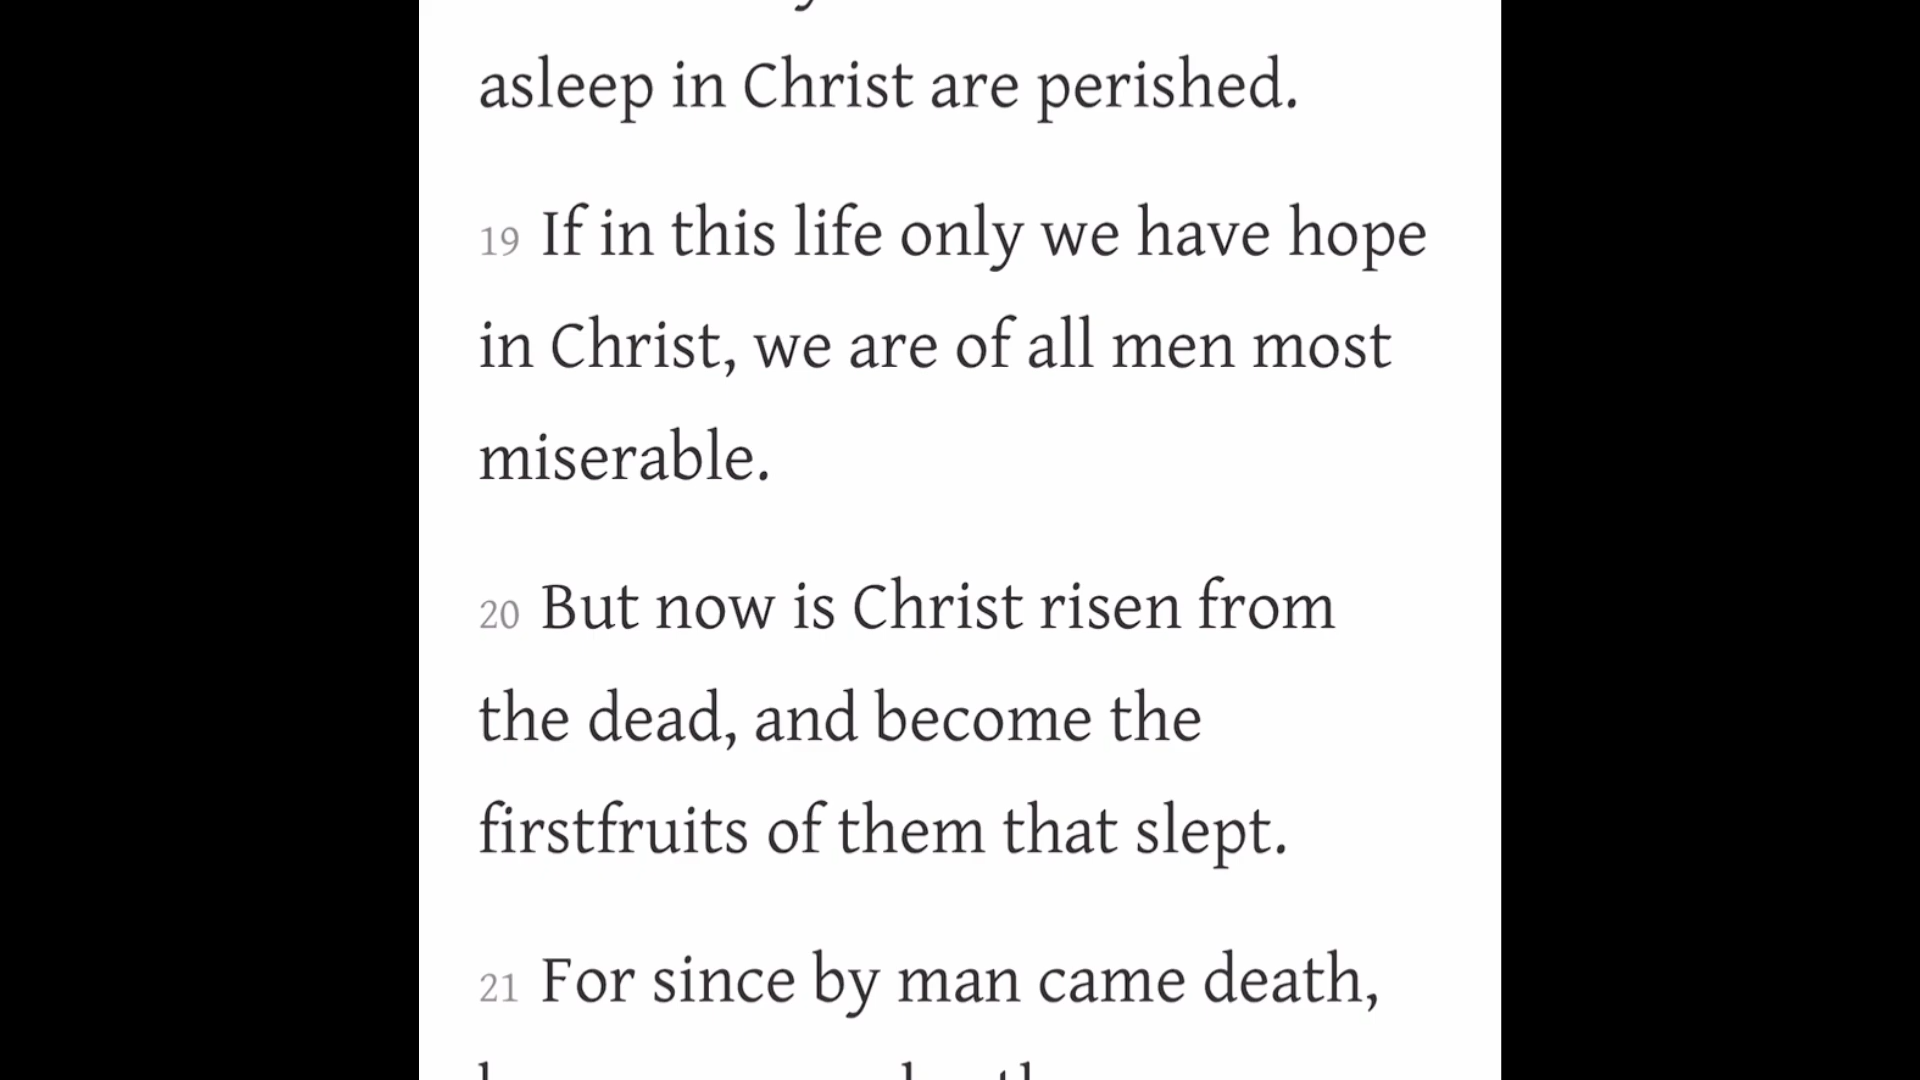 asleep in Christ are perished.
19 If in this life only we have hope
in Christ, we are of all men most
miserable.
20 But now is Christ risen from
the dead, and become the
firstfruits of them that slept.
21 For since by man came death,